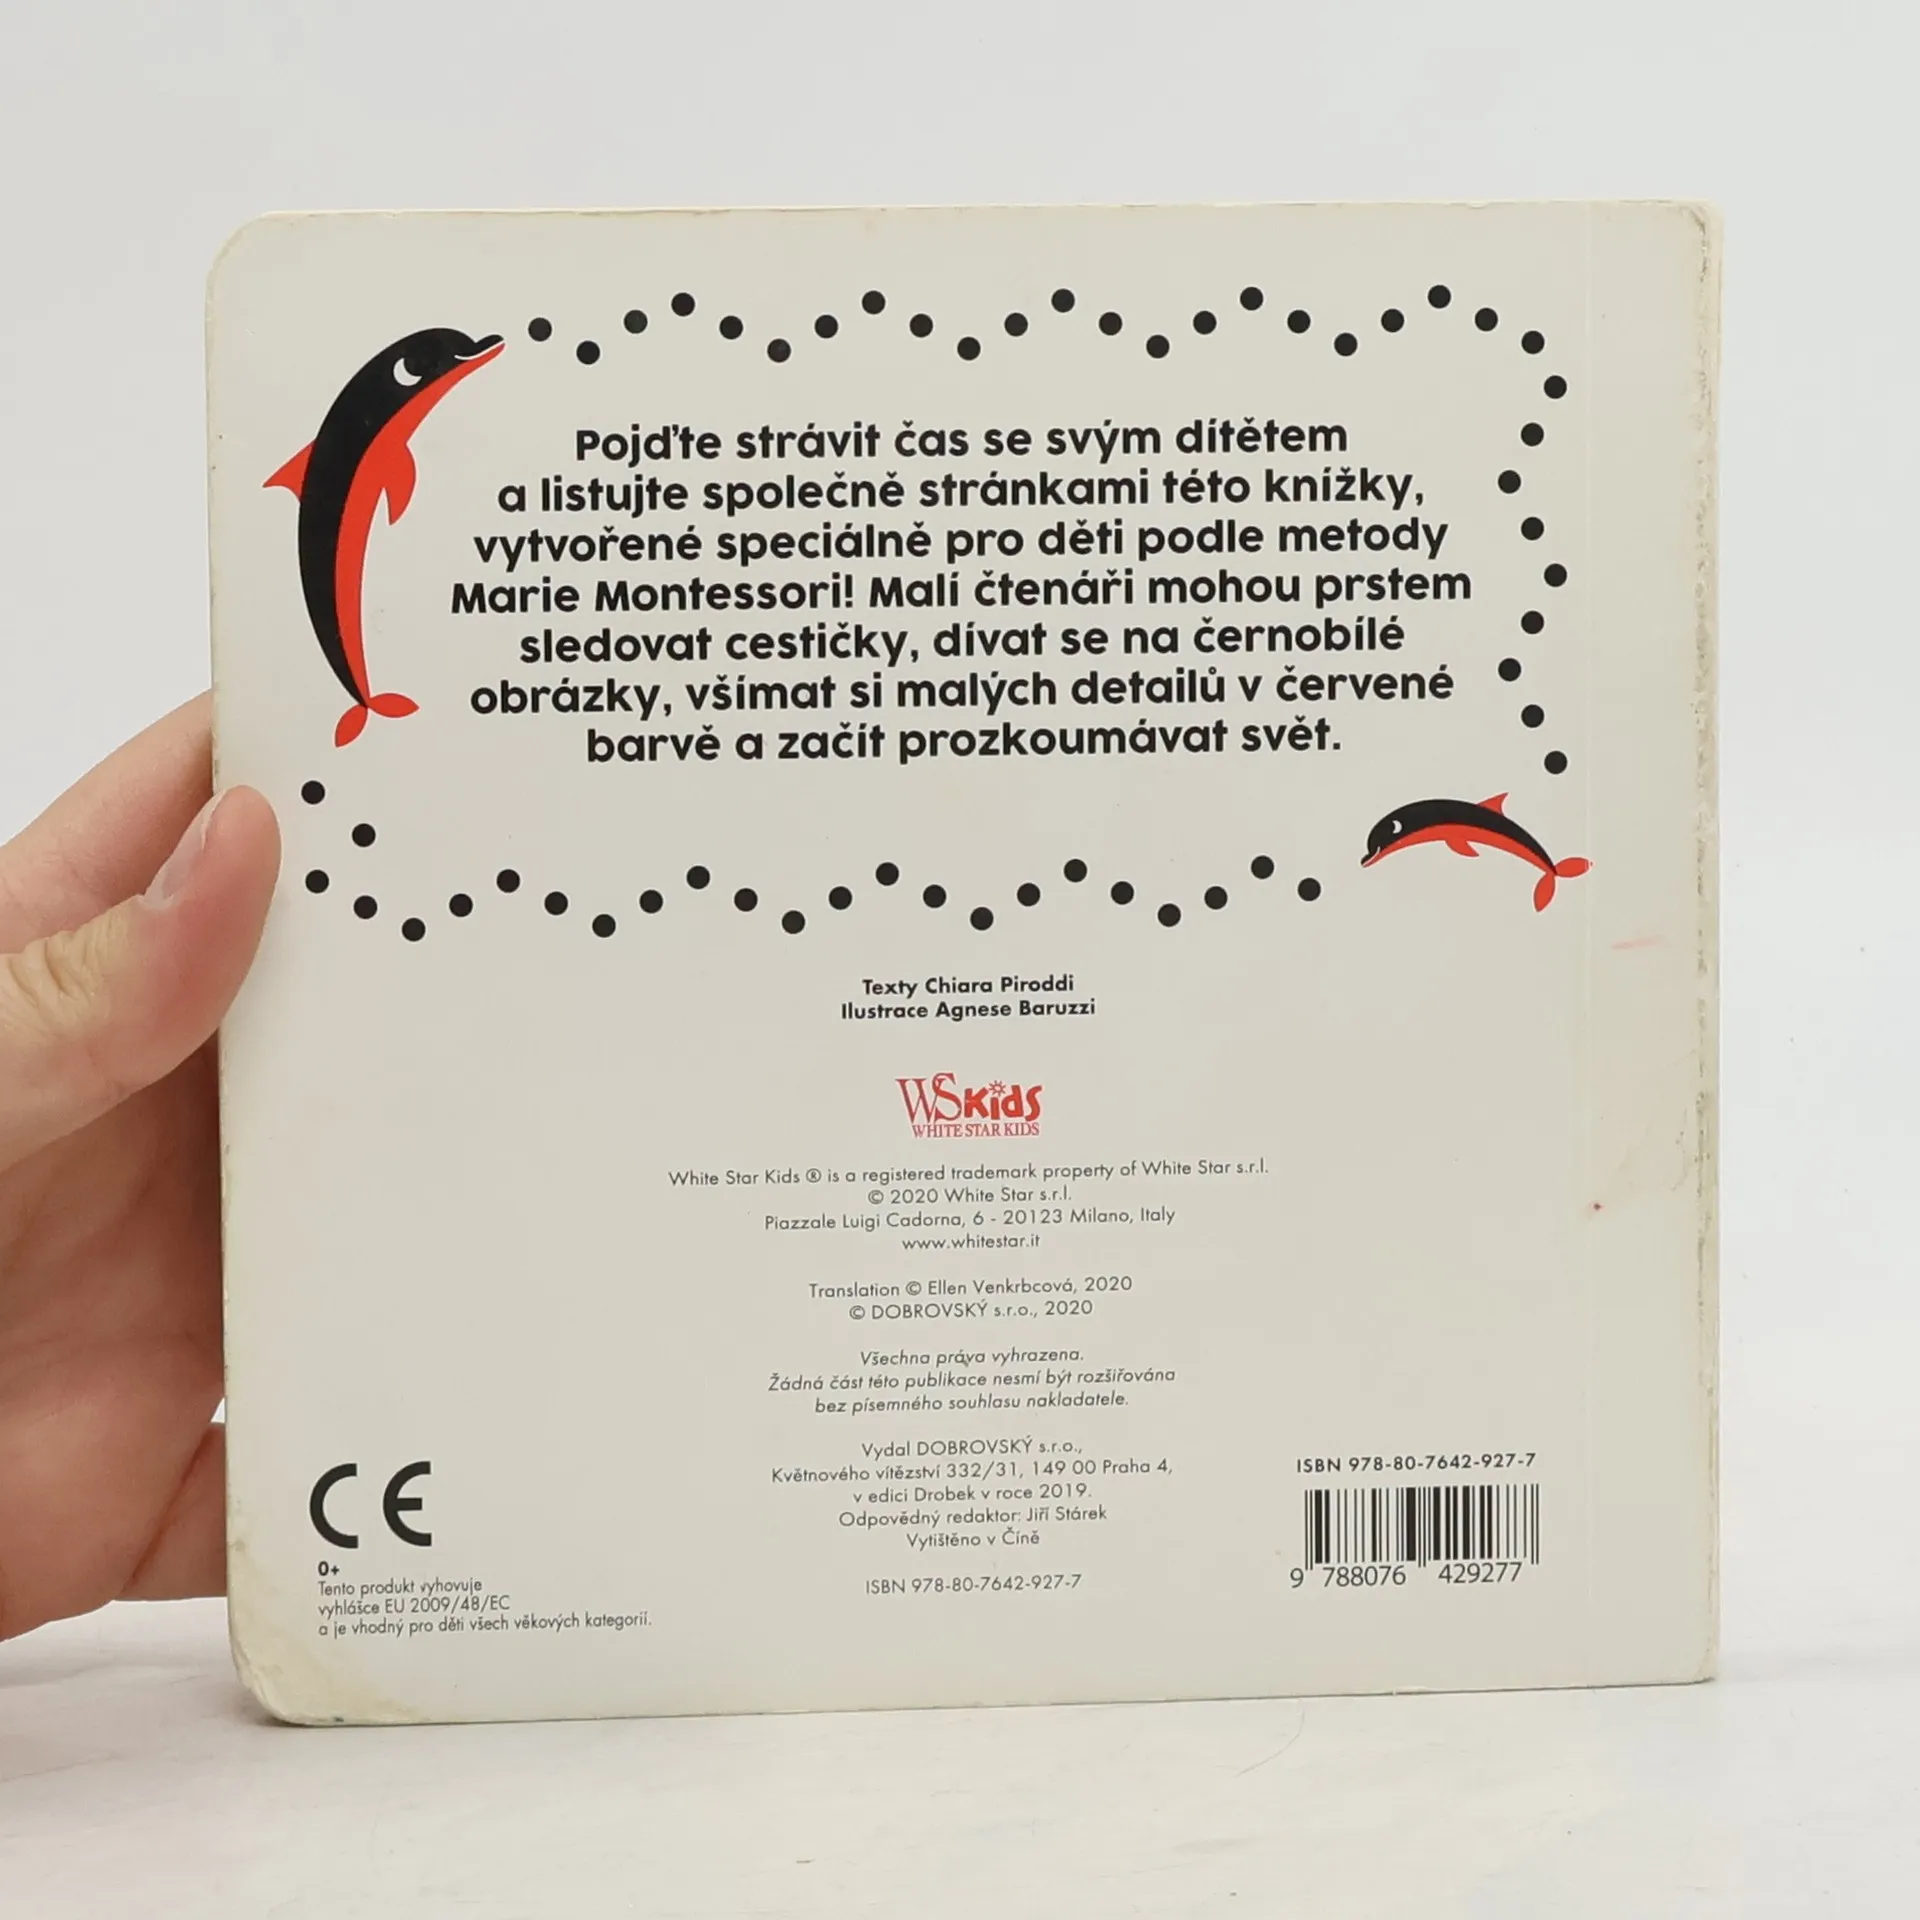 Pojďte strávit čas se svým dítětem
a listujte společně stránkami této knížky,
vytvořené speciálně pro děti podle metody
Marie Montessori! Malí čtenáři mohou prstem
sledovat cestičky, dívat se na černobílé
obrázky, všímat si malých detailů v červené
barvě a začít prozkoumávat svět.
Texty Chiara Piroddi
Ilustrace Agnese Baruzzi
WSKids
WHITE STAR KIDS
White Star Kids ® is a registered trademark property of White Star s.r.l.
© 2020 White Star s.r.l.
Piazzale Luigi Cadorna, 6 - 20123 Milano, Italy
www.whitestar.it
Translation © Ellen Venkrbcová, 2020
© DOBROVSKÝ s.r.o., 2020
Všechna práva vyhrazena.
Žádná část této publikace nesmí být rozšiřována
bez písemného souhlasu nakladatele.
Vydal DOBROVSKÝ s.r.o.,
Květnového vítězství 332/31, 149 00 Praha 4,
v edici Drobek v roce 2019.
Odpovědný redaktor: Jiří Stárek
Vytištěno v Číně
ISBN 978-80-7642-927-7
CE
0+
Tento produkt vyhovuje
vyhlášce EU 2009/48/EC
a je vhodný pro děti všech věkových kategorií.
ISBN 978-80-7642-927-7
9 788076 429277